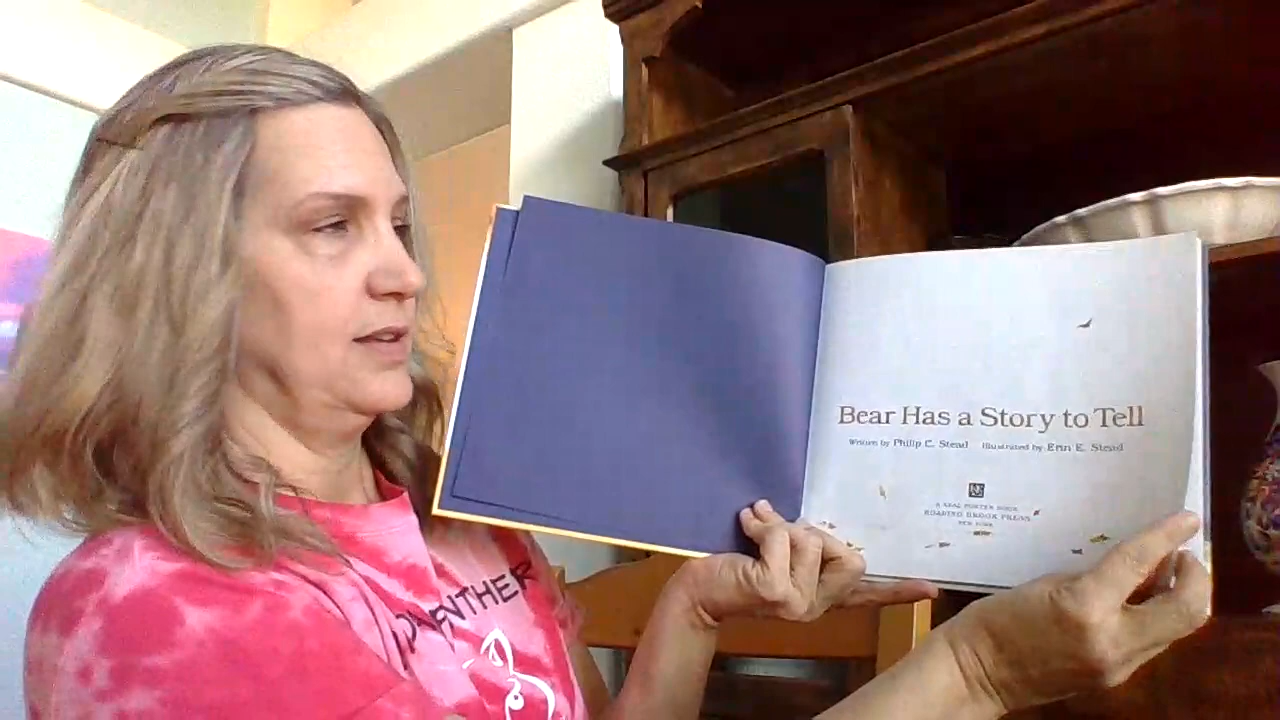 Bear Has a Story to Tell
Written by Philip C. Stead Illustrated by Erin E. Stead
A NEAL PORTER BOOK
ROARING BROOK PRESS
NEW YORK